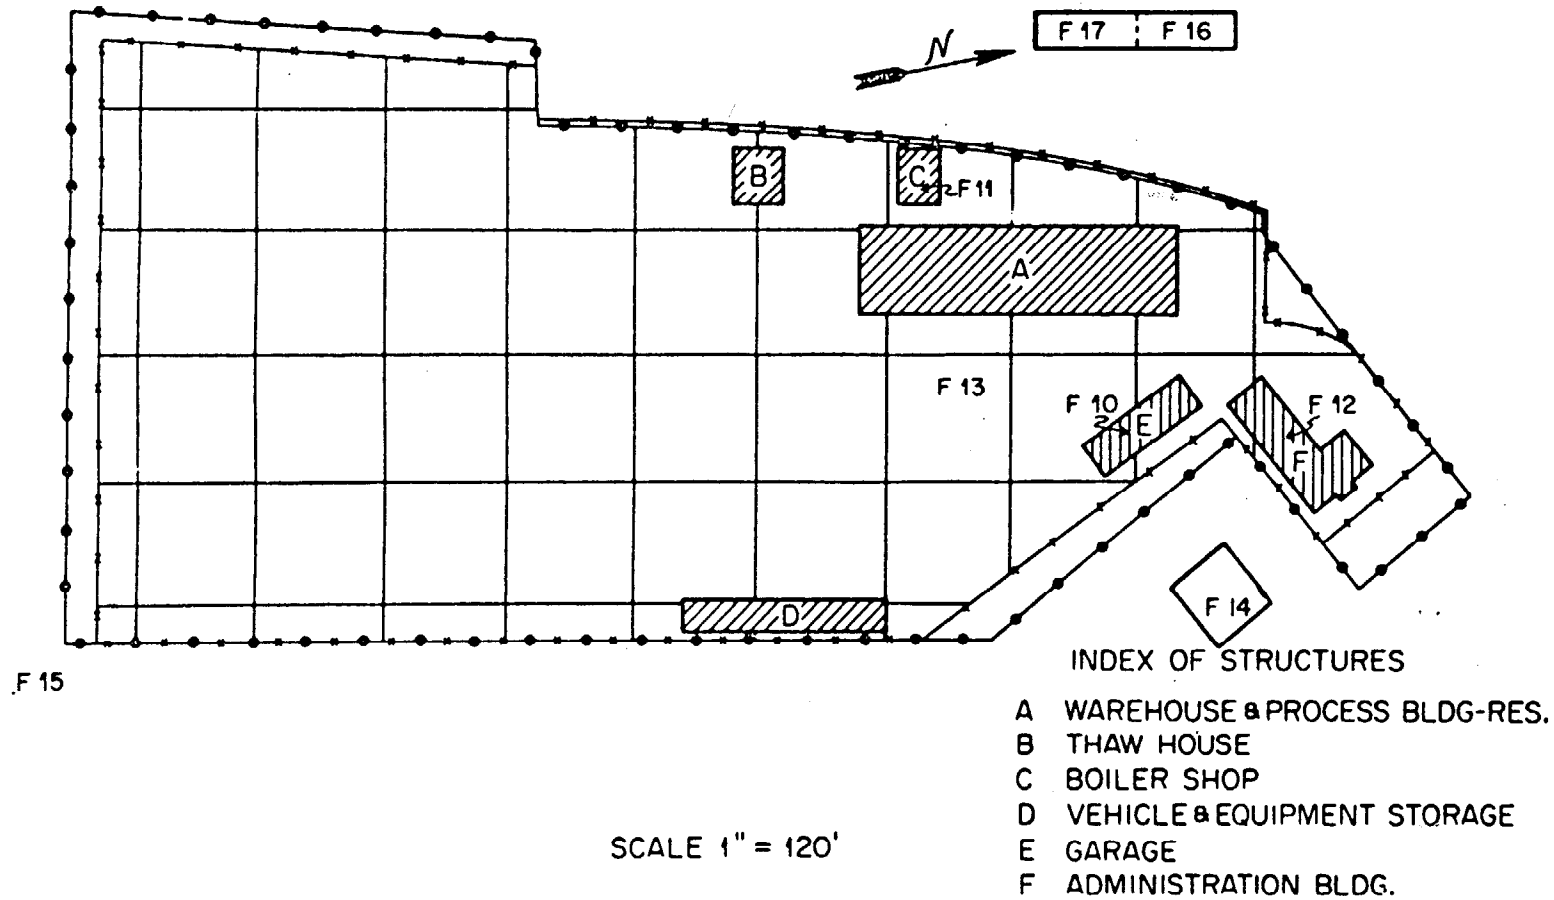 N
F 17 F 16
B
C
F 11
A
F 13
F 10
E
F 12
F
D
F 14
F 15
INDEX OF STRUCTURES
A WAREHOUSE & PROCESS BLDG-RES.
B THAW HOUSE
C BOILER SHOP
D VEHICLE & EQUIPMENT STORAGE
E GARAGE
F ADMINISTRATION BLDG.
SCALE 1" = 120'